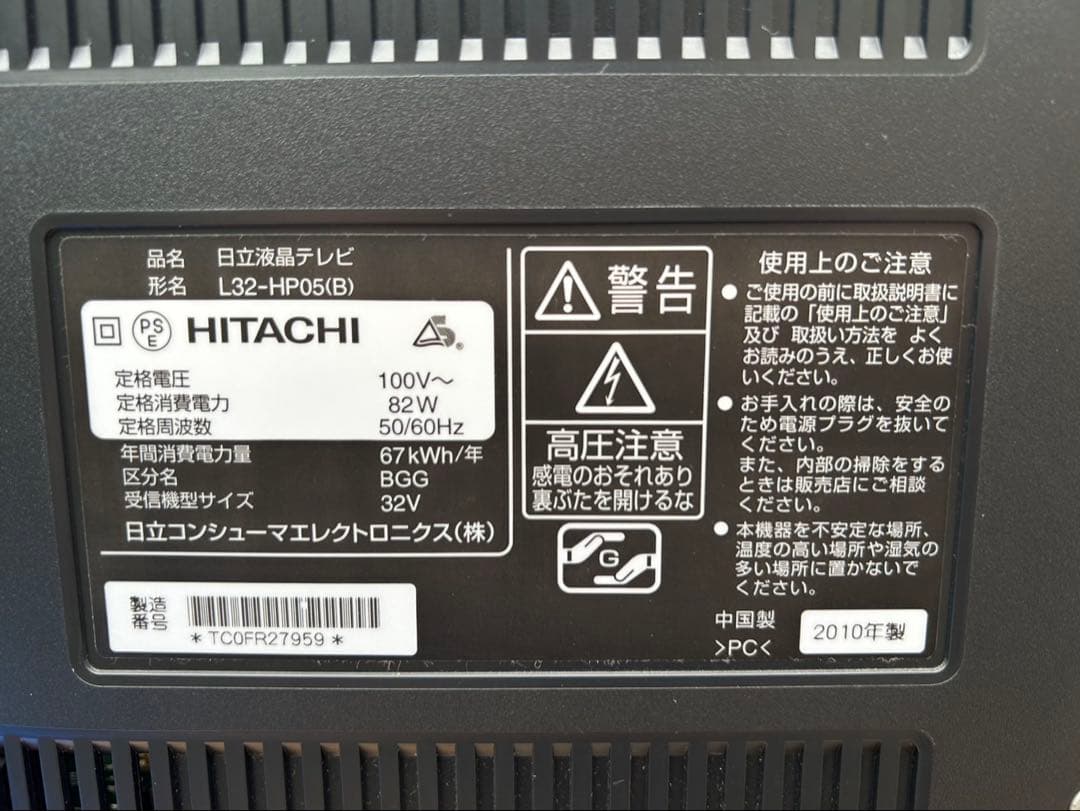 品名 日立液晶テレビ
形名 L32-HP05(B)
PS
E
HITACHI
S
定格電圧 100V～
定格消費電力 82W
定格周波数 50/60Hz
年間消費電力量 67kWh/年
区分名 BGG
受信機型サイズ 32V
日立コンシューマエレクトロニクス(株)
製造
番号
*TC0FR27959*
警告
高圧注意
感電のおそれあり
裏ぶたを開けるな
G
使用上のご注意
● ご使用の前に取扱説明書に
記載の「使用上のご注意」
及び 取扱い方法を よく
お読みのうえ、正しくお使
いください。
● お手入れの際は、安全の
ため電源プラグを抜いて
ください。
また、内部の掃除をする
ときは販売店にご相談
ください。
● 本機器を不安定な場所、
温度の高い場所や湿気の
多い場所に置かないで
ください。
中国製
>PC<
2010年製